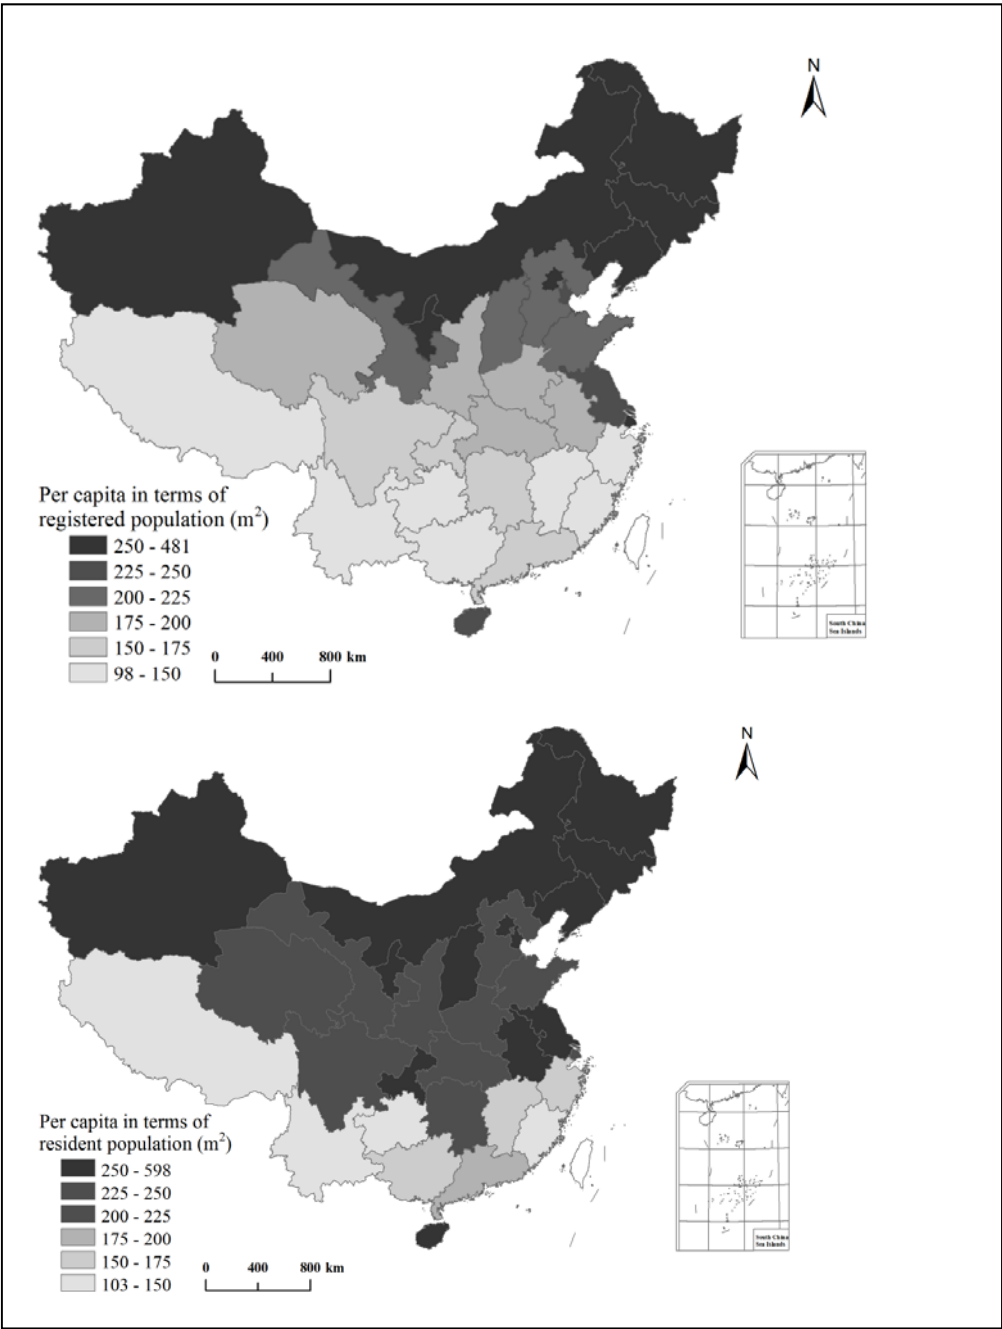 N
Per capita in terms of
registered population (m²)
250 - 481
225 - 250
200 - 225
175 - 200
150 - 175
98 - 150
0 400 800 km
South China
Sea Islands
N
Per capita in terms of
resident population (m²)
250 - 598
225 - 250
200 - 225
175 - 200
150 - 175
103 - 150
0 400 800 km
South China
Sea Islands